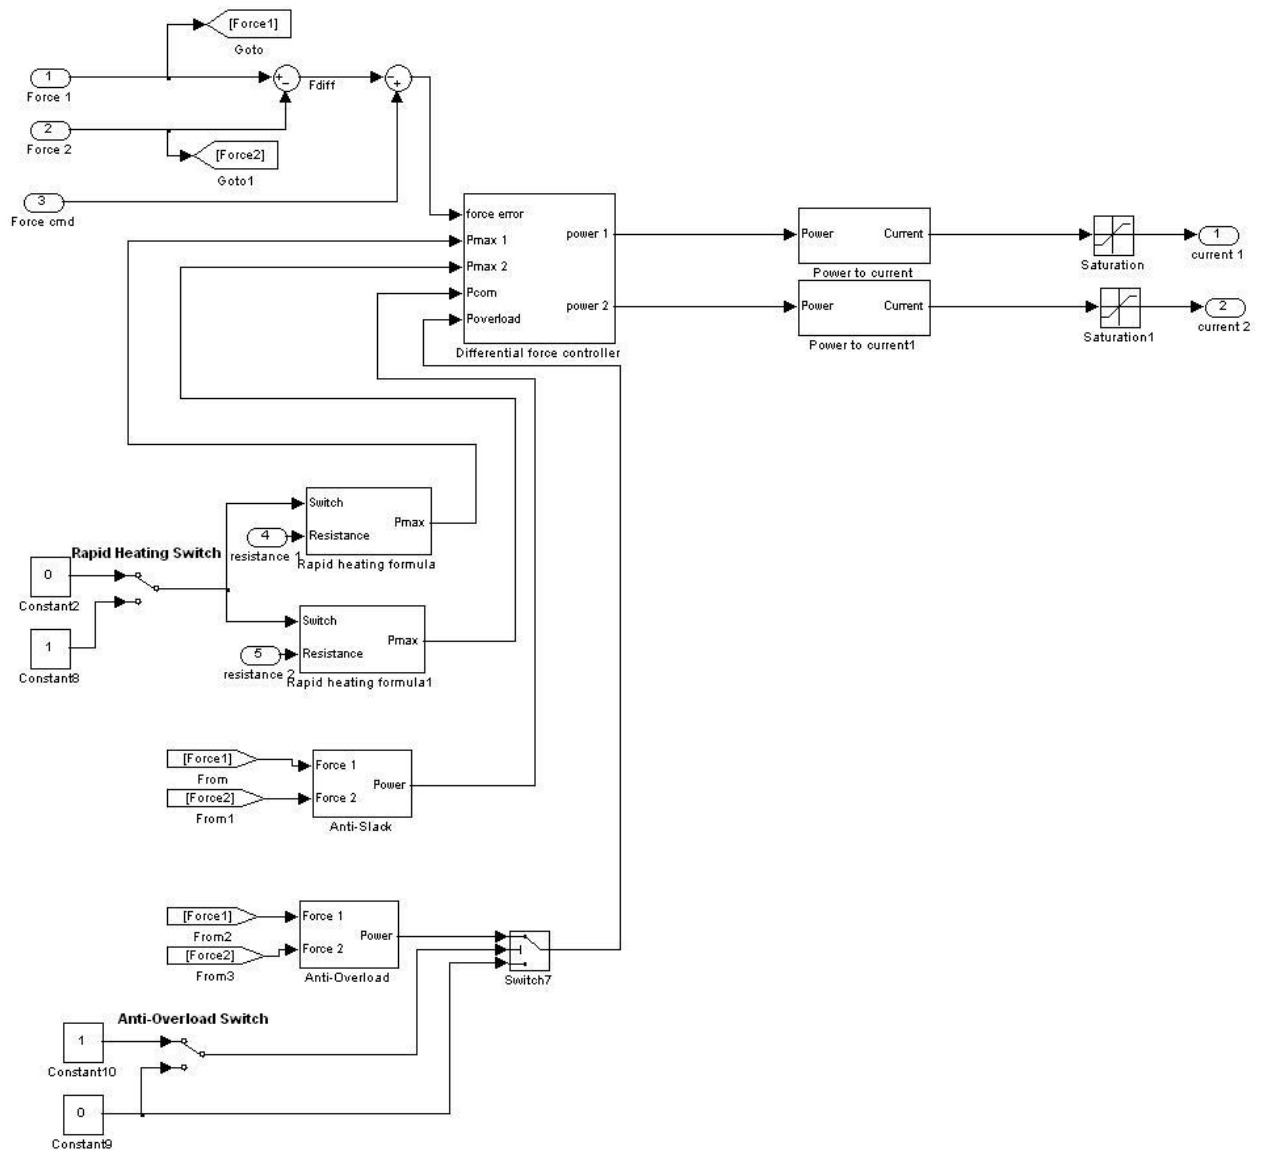 [Force1]
Goto
1
Force 1
+
−
Fdiff
−
+
2
Force 2
[Force2]
Goto1
3
Force cmd
force error
Pmax 1
Pmax 2
Pcom
Poverload
power 1
power 2
Differential force controller
Power
Current
Power to current
Saturation
1
current 1
Power
Current
Power to current1
Saturation1
2
current 2
Switch
Resistance
Pmax
4
resistance 1
Rapid heating formula
Rapid Heating Switch
0
Constant2
1
Constant8
Switch
Resistance
Pmax
5
resistance 2
Rapid heating formula1
[Force1]
From
[Force2]
From1
Force 1
Force 2
Power
Anti-Slack
[Force1]
From2
[Force2]
From3
Force 1
Force 2
Power
Anti-Overload
Switch7
Anti-Overload Switch
1
Constant10
0
Constant9